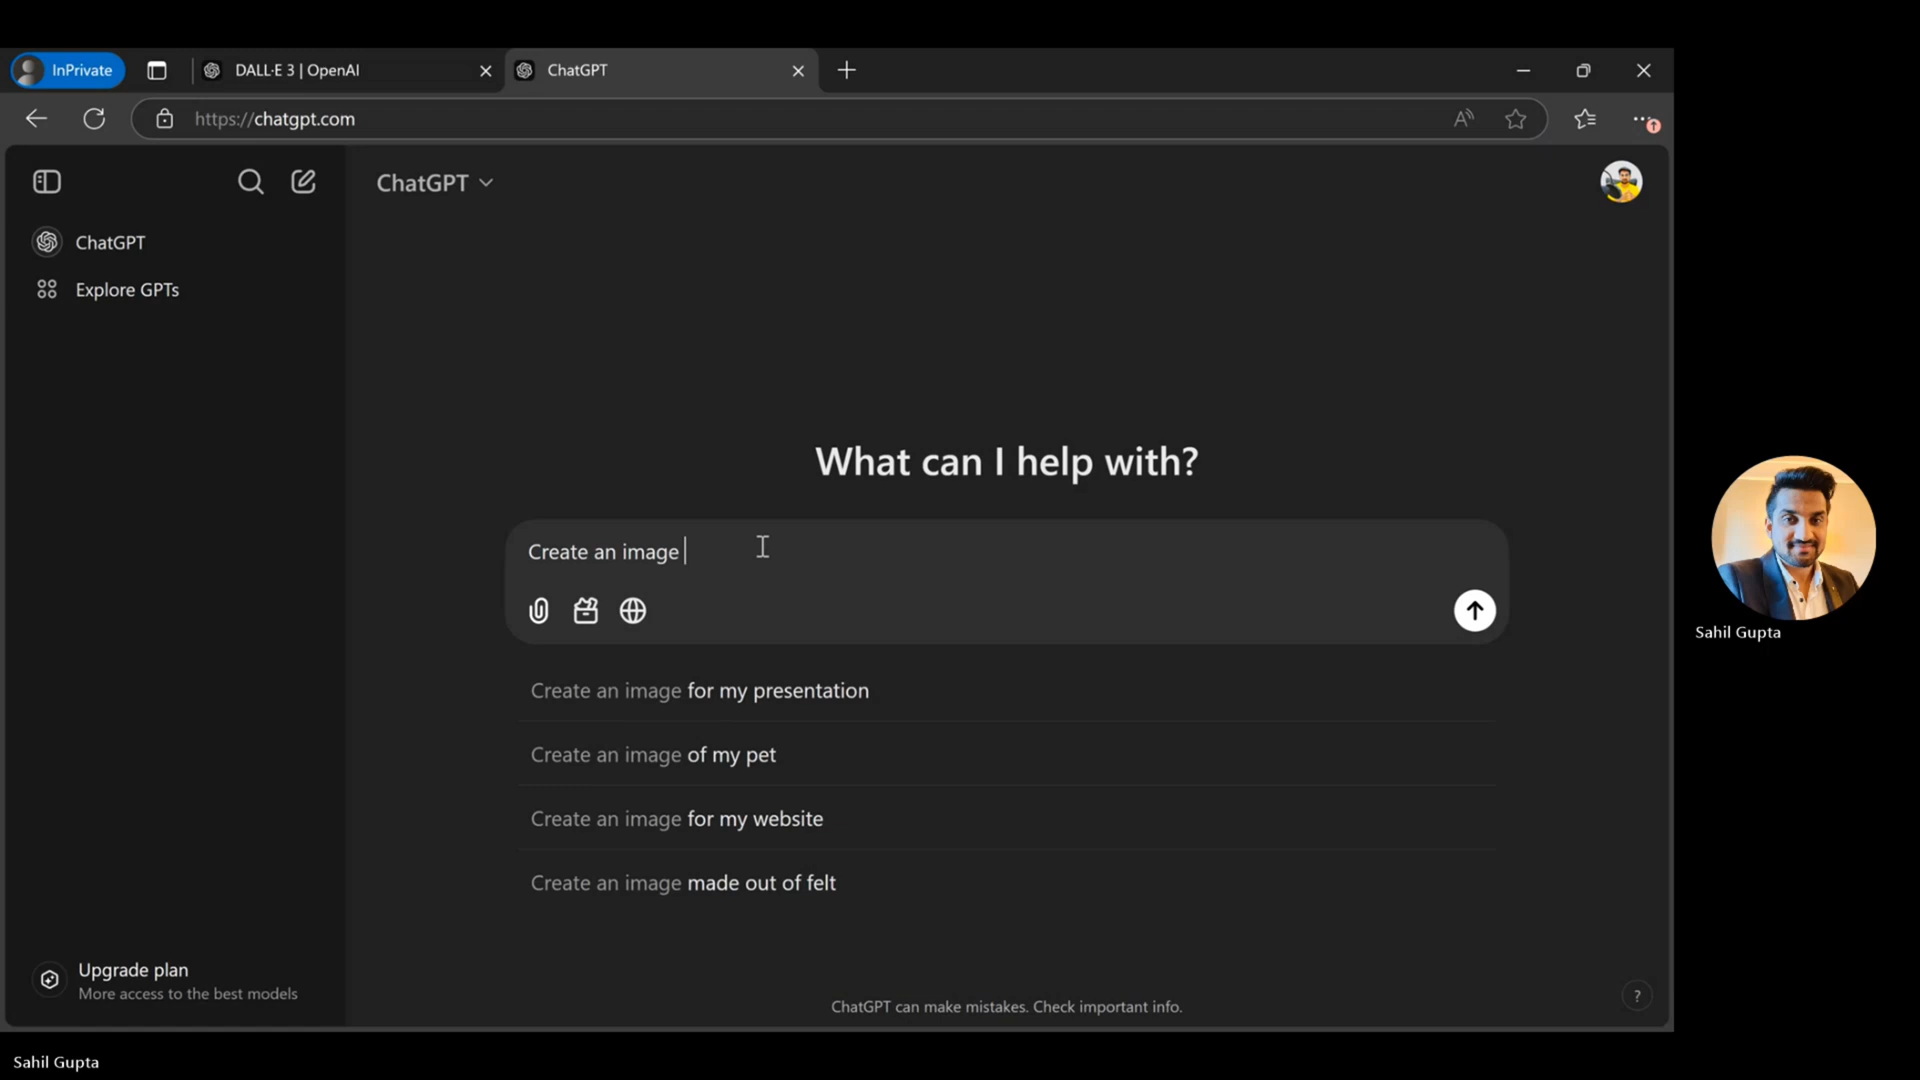 InPrivate
DALL·E 3 | OpenAI
ChatGPT
https://chatgpt.com
ChatGPT
Explore GPTs
ChatGPT
What can I help with?
Create an image
Create an image for my presentation
Create an image of my pet
Create an image for my website
Create an image made out of felt
Upgrade plan
More access to the best models
ChatGPT can make mistakes. Check important info.
?
Sahil Gupta
Sahil Gupta